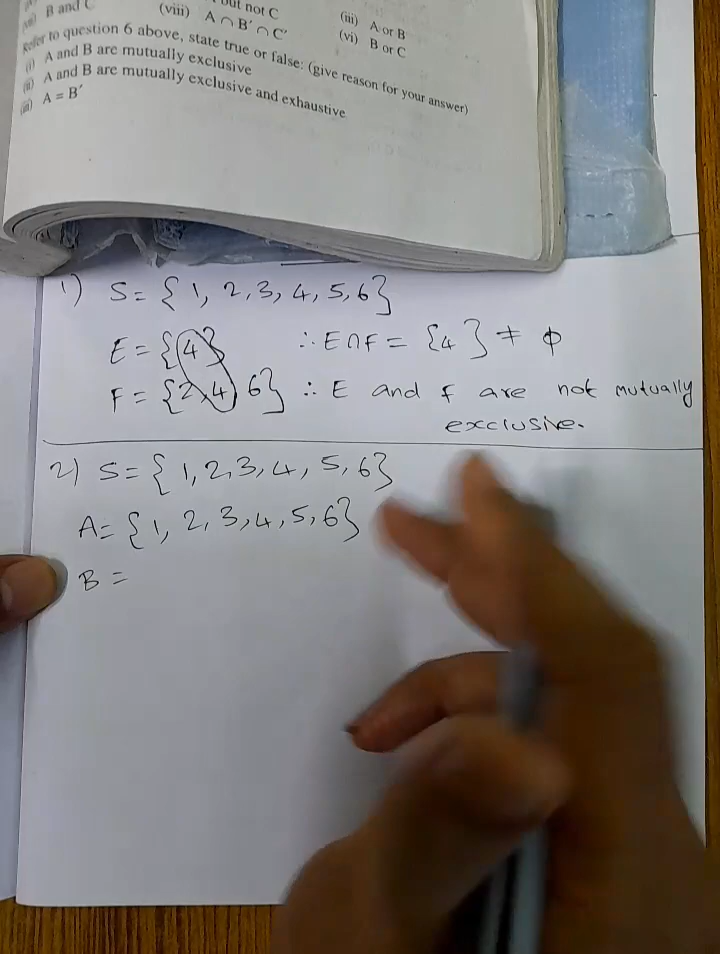 B and C
but not C
(iii) A or B
(viii) A ∩ B′ ∩ C′
(vi) B or C
Refer to question 6 above, state true or false: (give reason for your answer)
(i) A and B are mutually exclusive
(ii) A and B are mutually exclusive and exhaustive
(iii) A = B′
1) S = { 1, 2, 3, 4, 5, 6 }
E = {4} ∴ E∩F = {4} ≠ φ
F = {2, 4, 6} ∴ E and f are not mutually
exclusive.
2) S = { 1, 2, 3, 4, 5, 6 }
A = { 1, 2, 3, 4, 5, 6 }
B =